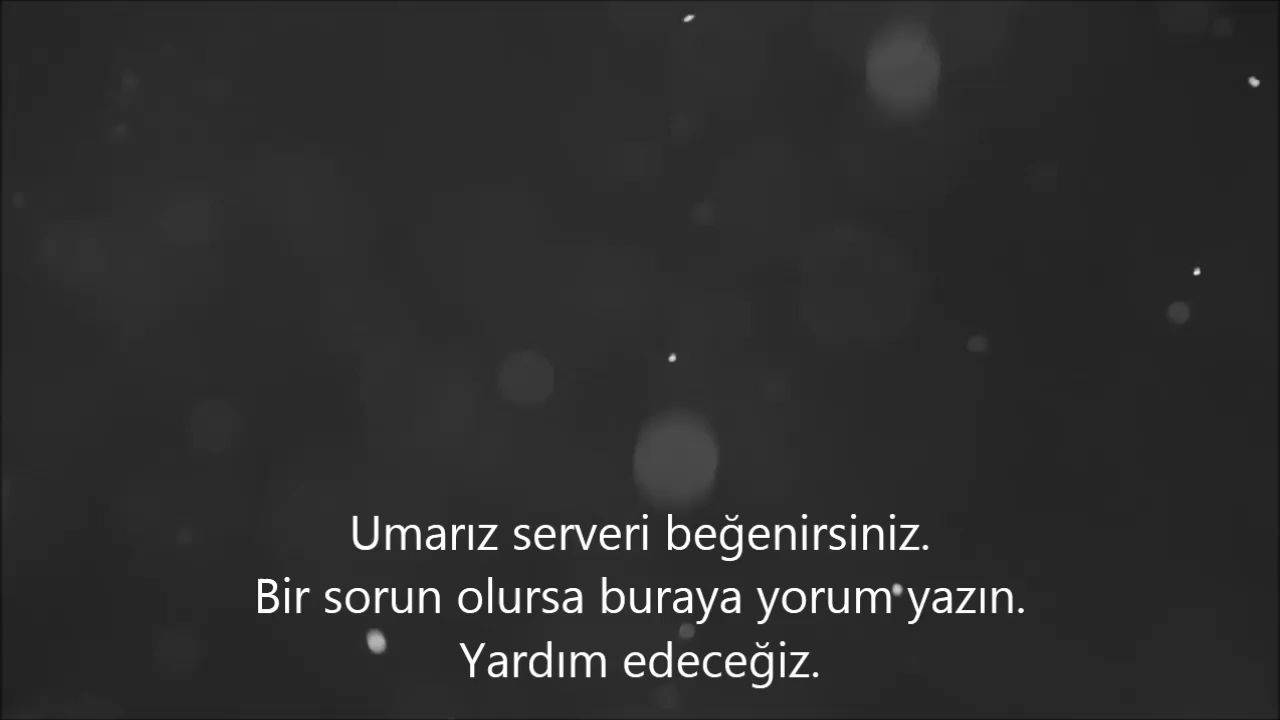 Umarız serveri beğenirsiniz.
Bir sorun olursa buraya yorum yazın.
Yardım edeceğiz.